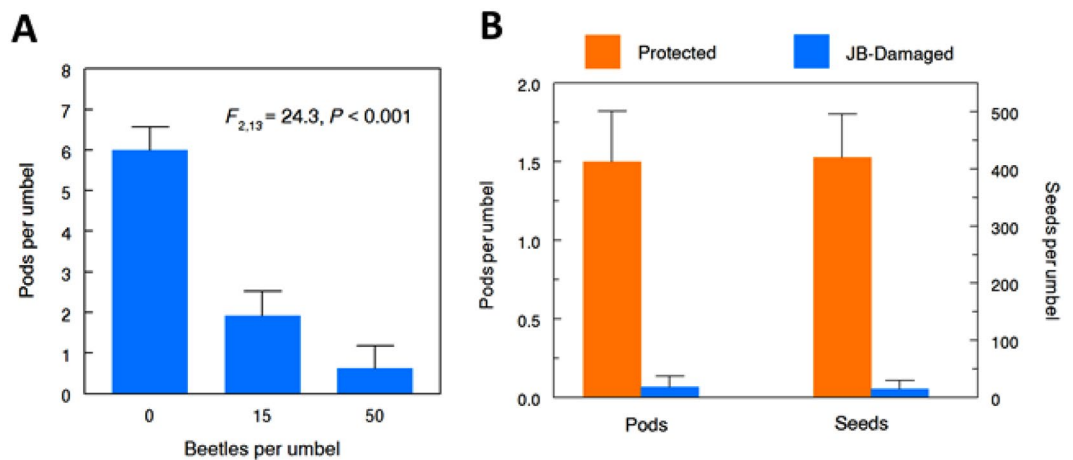 A
8
7
6
5
4
3
2
1
0
Pods per umbel
F2,13 = 24.3, P < 0.001
0 15 50
Beetles per umbel
B
Protected JB-Damaged
2.0
1.5
1.0
0.5
0.0
Pods per umbel
500
400
300
200
100
0
Seeds per umbel
Pods Seeds